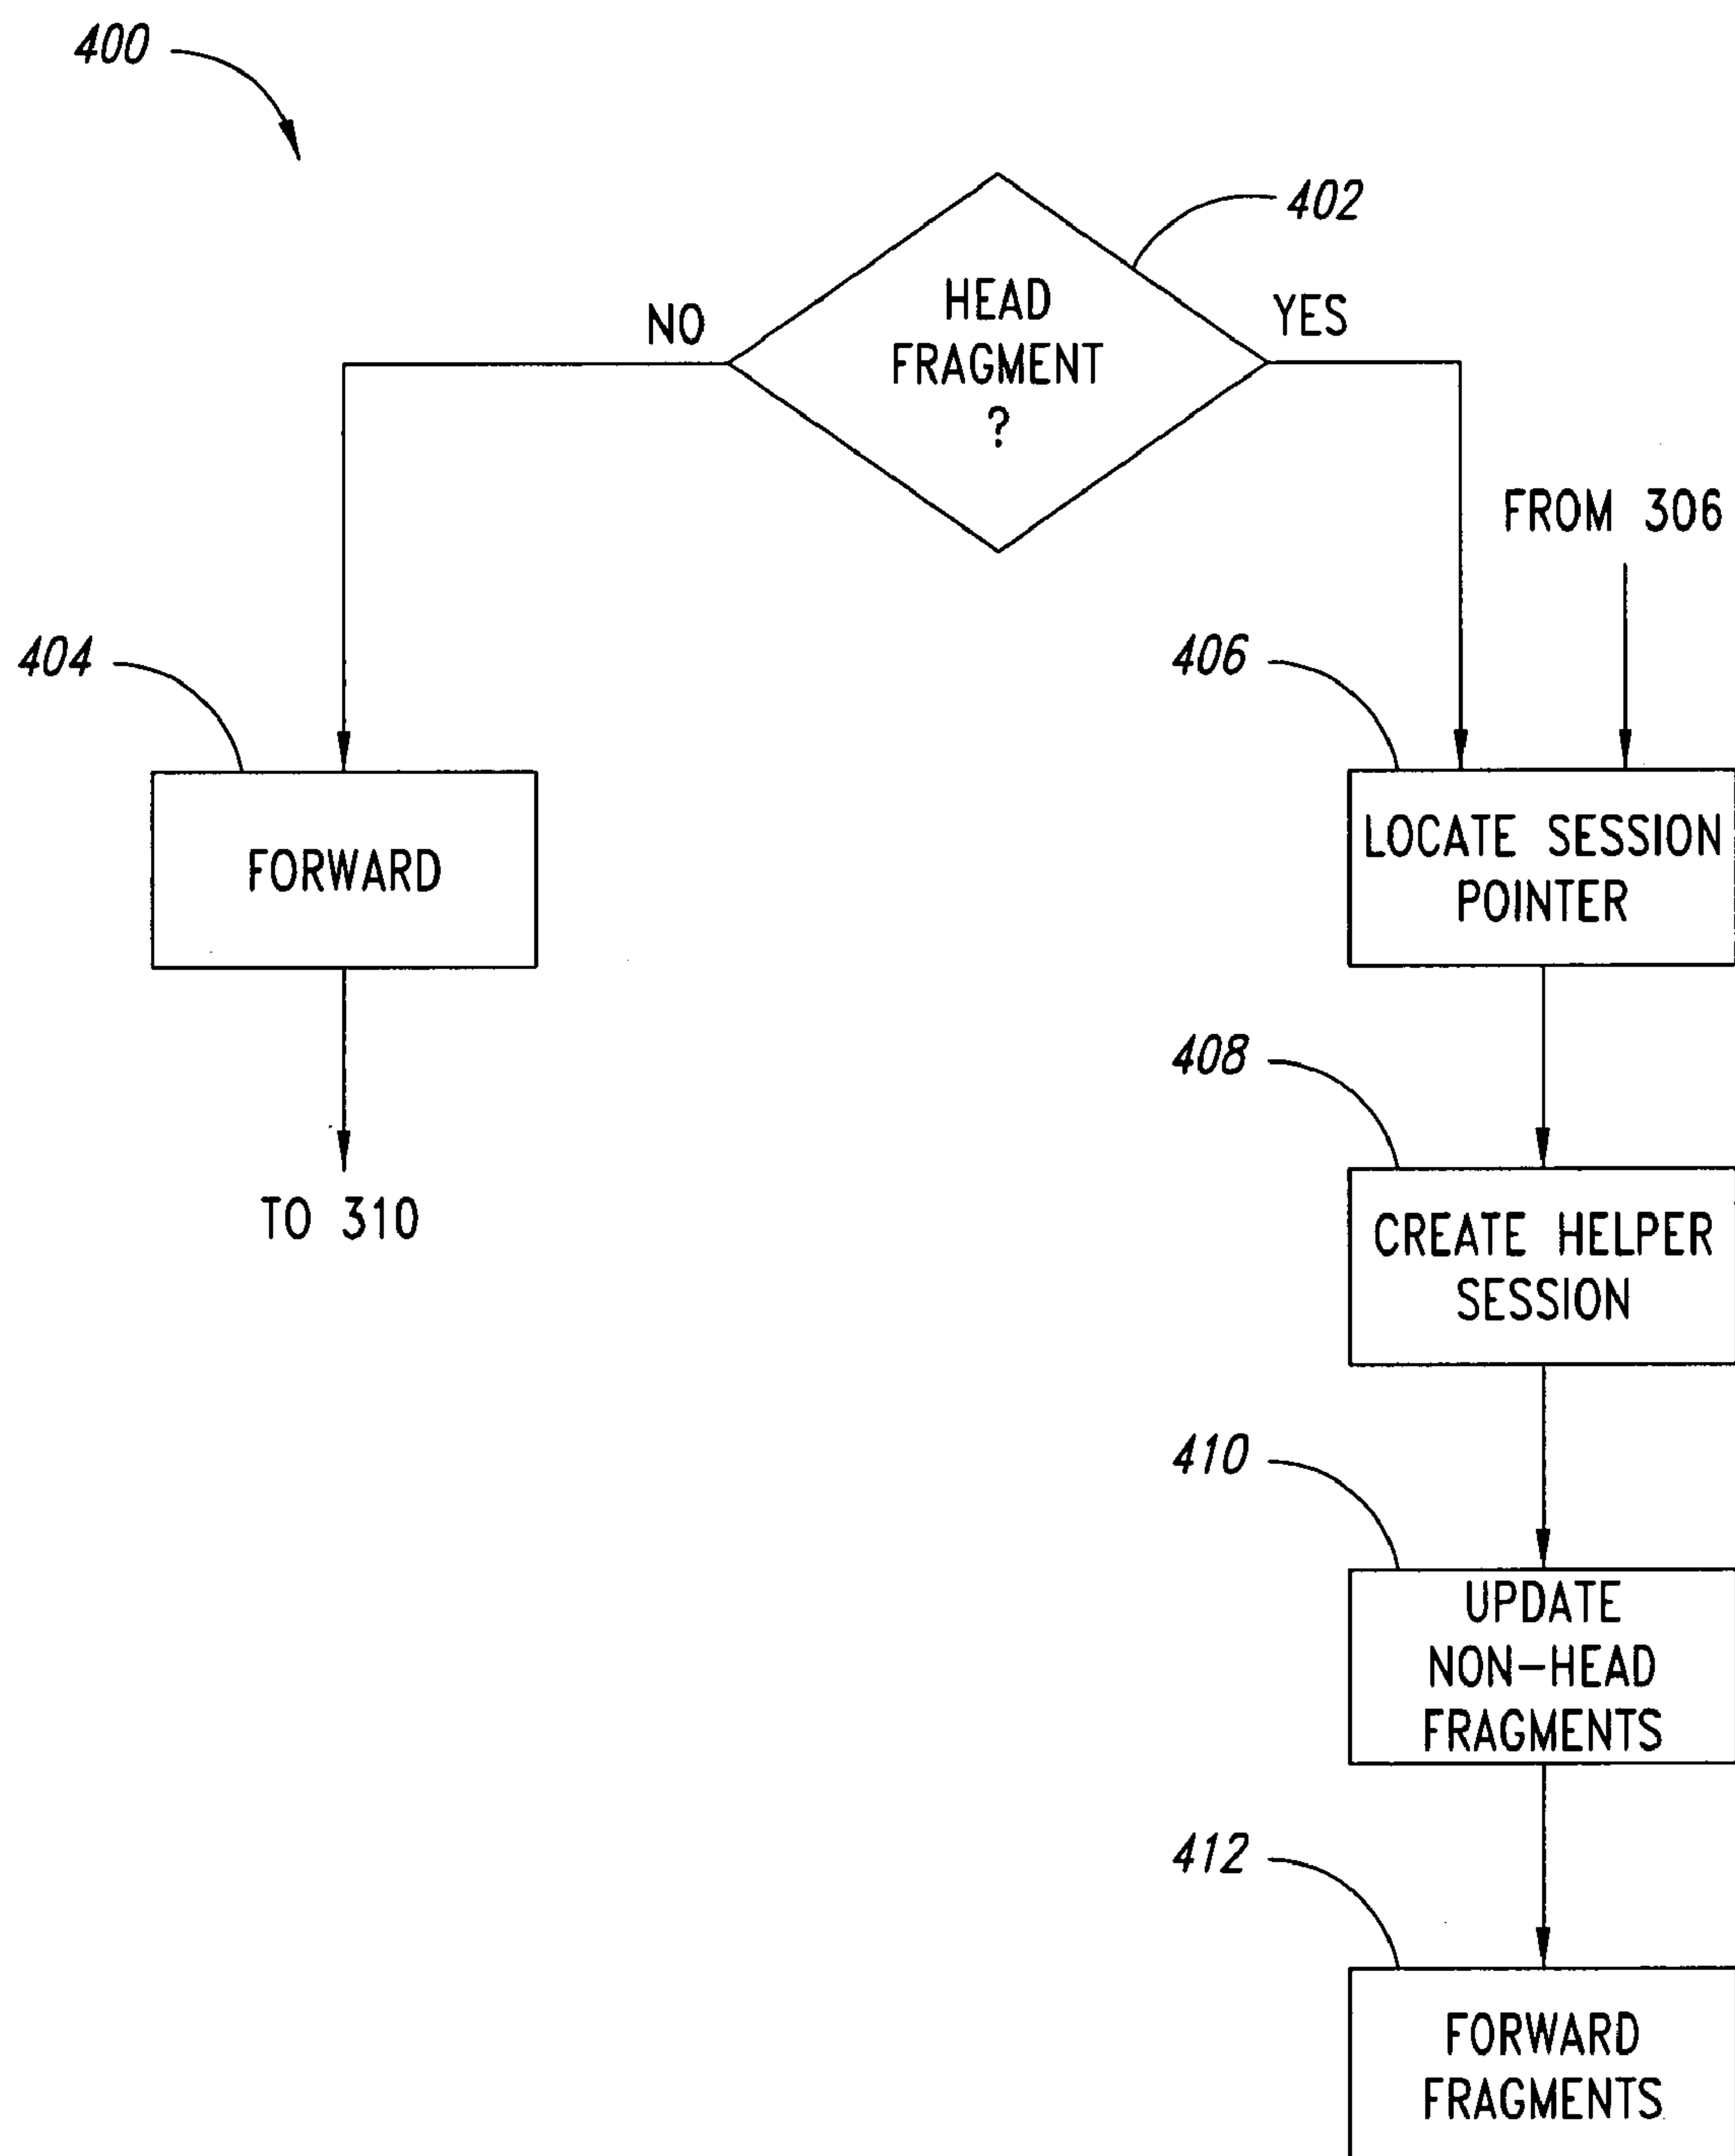 400
402
HEAD
FRAGMENT
?
NO
YES
FROM 306
404
406
FORWARD
LOCATE SESSION
POINTER
408
TO 310
CREATE HELPER
SESSION
410
UPDATE
NON-HEAD
FRAGMENTS
412
FORWARD
FRAGMENTS